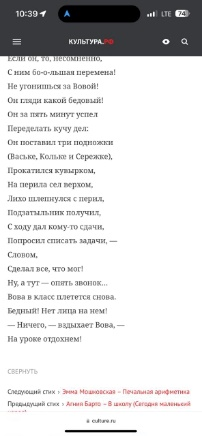 10:39
LTE 74
КУЛЬТУРА.РФ
Если он, то, несомненно,
С ним бо-о-льшая перемена!
Не угонишься за Вовой!
Он гляди какой бедовый!
Он за пять минут успел
Переделать кучу дел:
Он поставил три подножки
(Ваське, Кольке и Сережке),
Прокатился кувырком,
На перила сел верхом,
Лихо шлепнулся с перил,
Подзатыльник получил,
С ходу дал кому-то сдачи,
Попросил списать задачи, —
Словом,
Сделал все, что мог!
Ну, а тут — опять звонок...
Вова в класс плетется снова.
Бедный! Нет лица на нем!
— Ничего, — вздыхает Вова, —
На уроке отдохнем!
СВЕРНУТЬ
Следующий стих › Эмма Мошковская – Печальная арифметика
Предыдущий стих › Агния Барто – В школу (Сегодня маленький
culture.ru